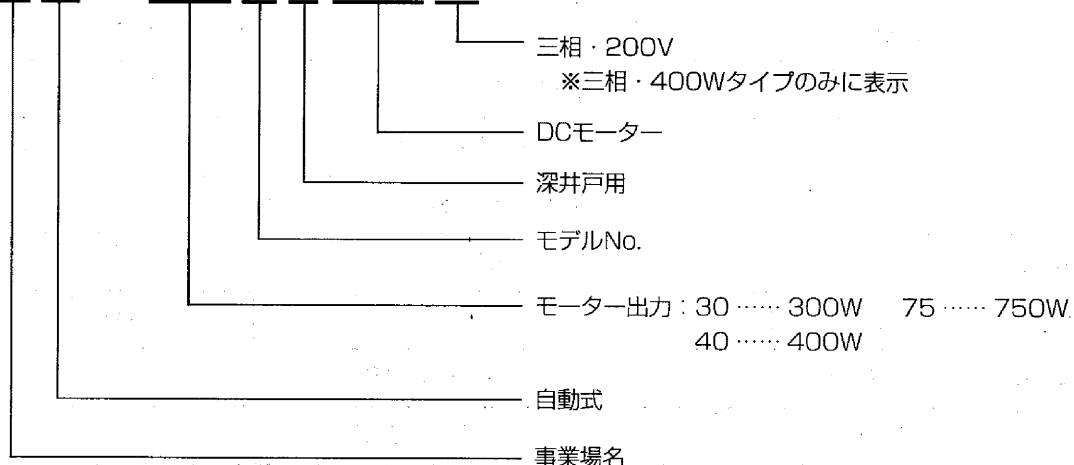 三相・200V
※三相・400Wタイプのみに表示
DCモーター
深井戸用
モデルNo.
モーター出力：30 …… 300W　75 …… 750W
40 …… 400W
自動式
事業場名